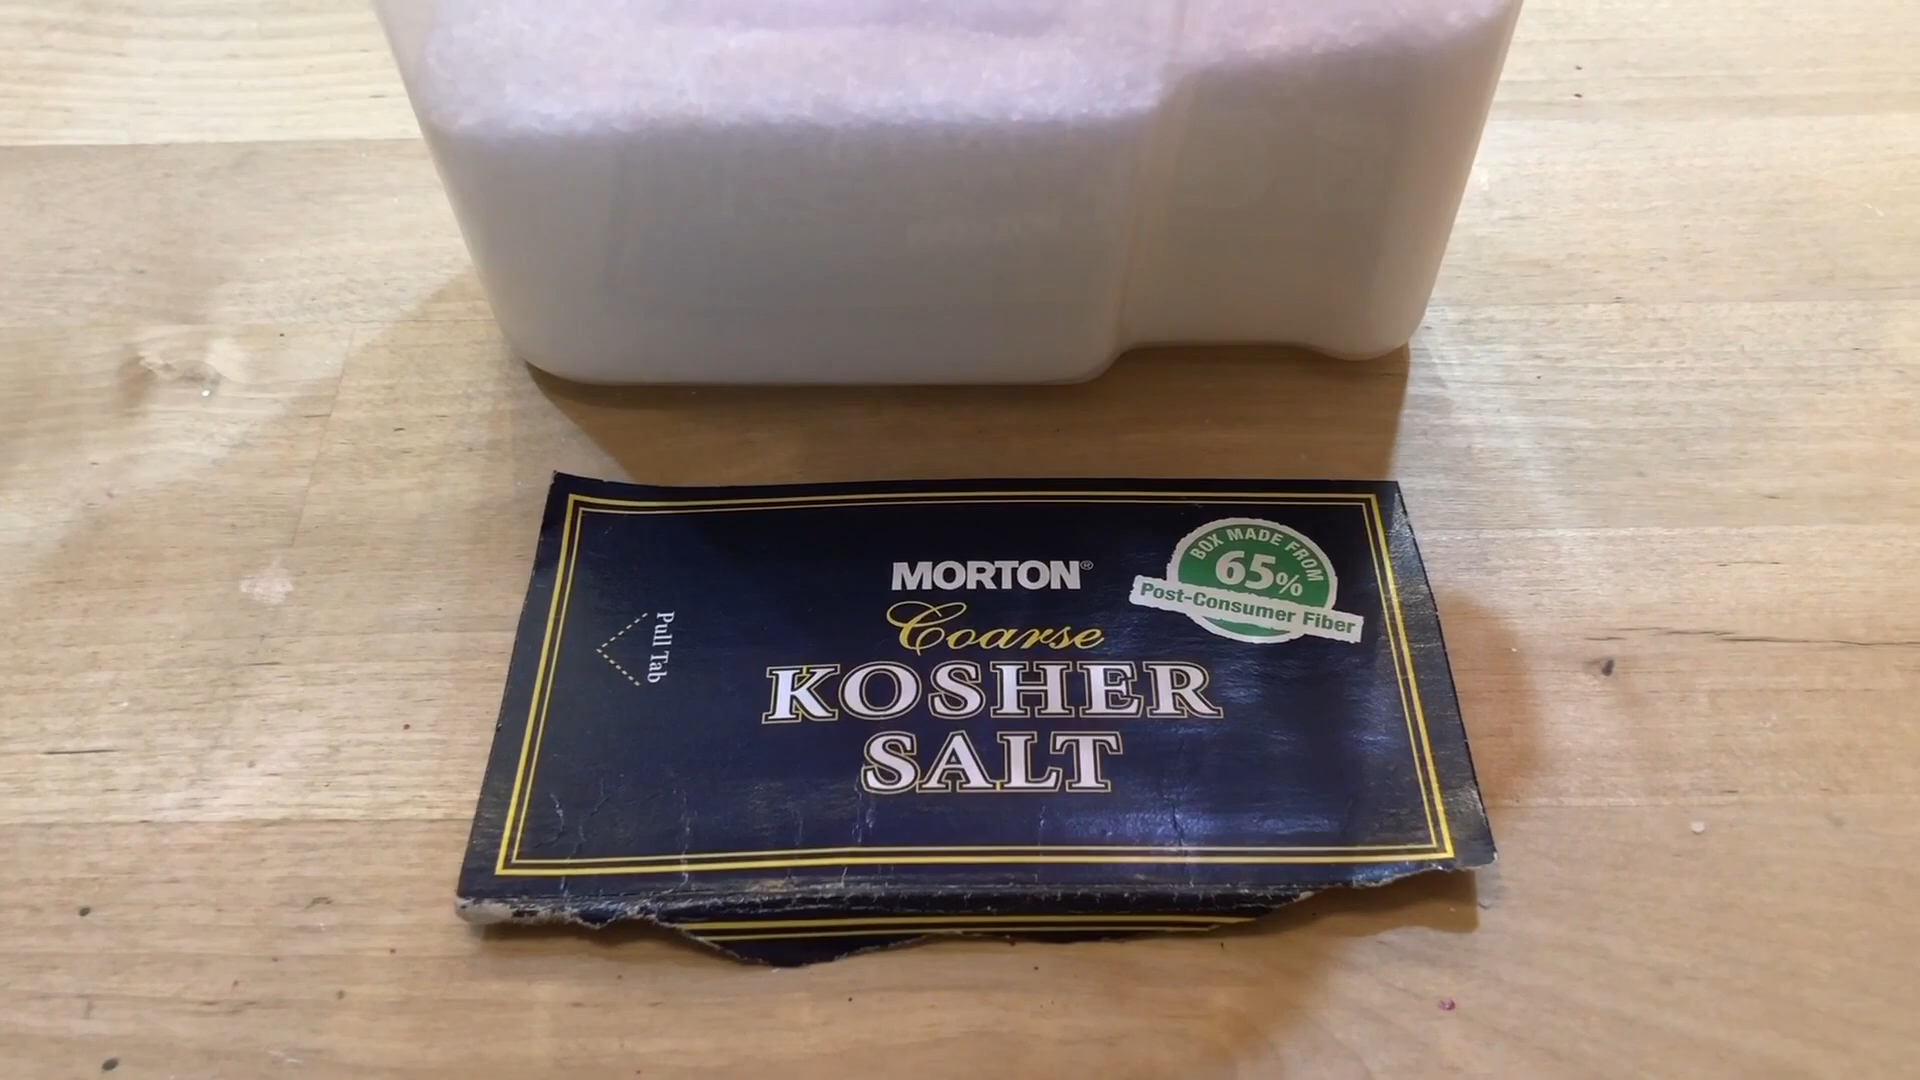 MORTON®
Coarse
KOSHER
SALT
BOX MADE FROM
65%
Post-Consumer Fiber
Pull Tab